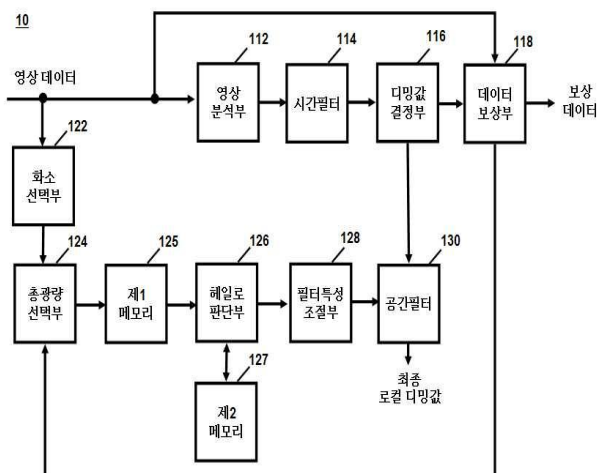 10
112
114
116
118
영상 데이터
영상
분석부
시간필터
디밍값
결정부
데이터
보상부
보상
데이터
122
화소
선택부
124
125
126
128
130
총광량
선택부
제1
메모리
헤일로
판단부
필터특성
조절부
공간필터
127
제2
메모리
최종
로컬 디밍값